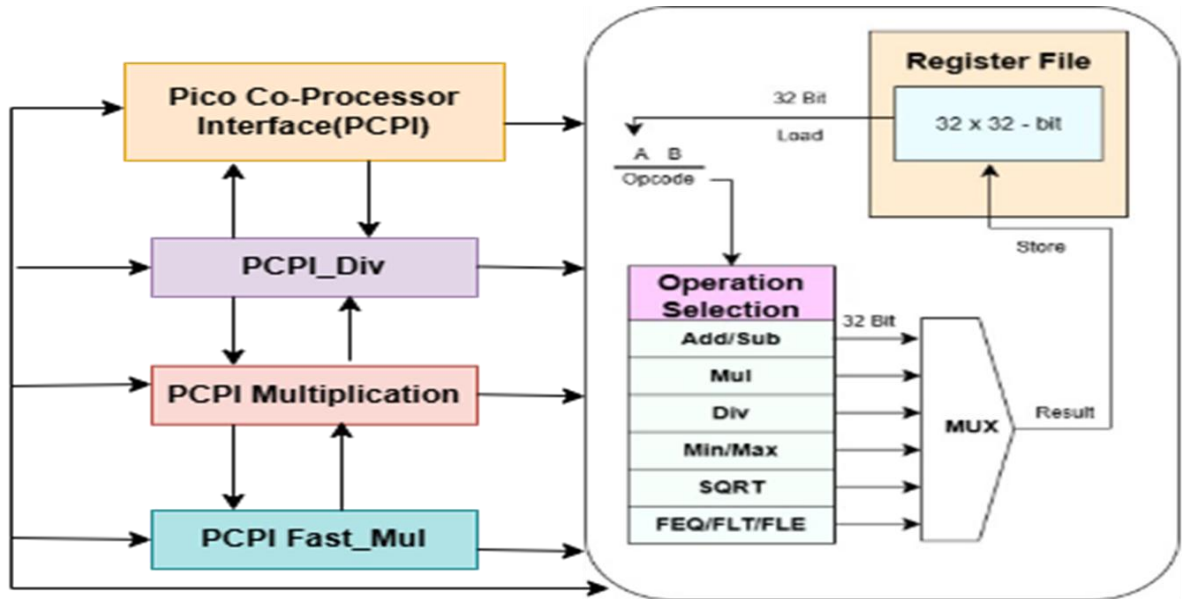 Pico Co-Processor
Interface(PCPI)
PCPI_Div
PCPI Multiplication
PCPI Fast_Mul
Register File
32 x 32 - bit
32 Bit
Load
A B
Opcode
Store
Operation
Selection
32 Bit
Add/Sub
Mul
Div
Min/Max
SQRT
FEQ/FLT/FLE
MUX
Result